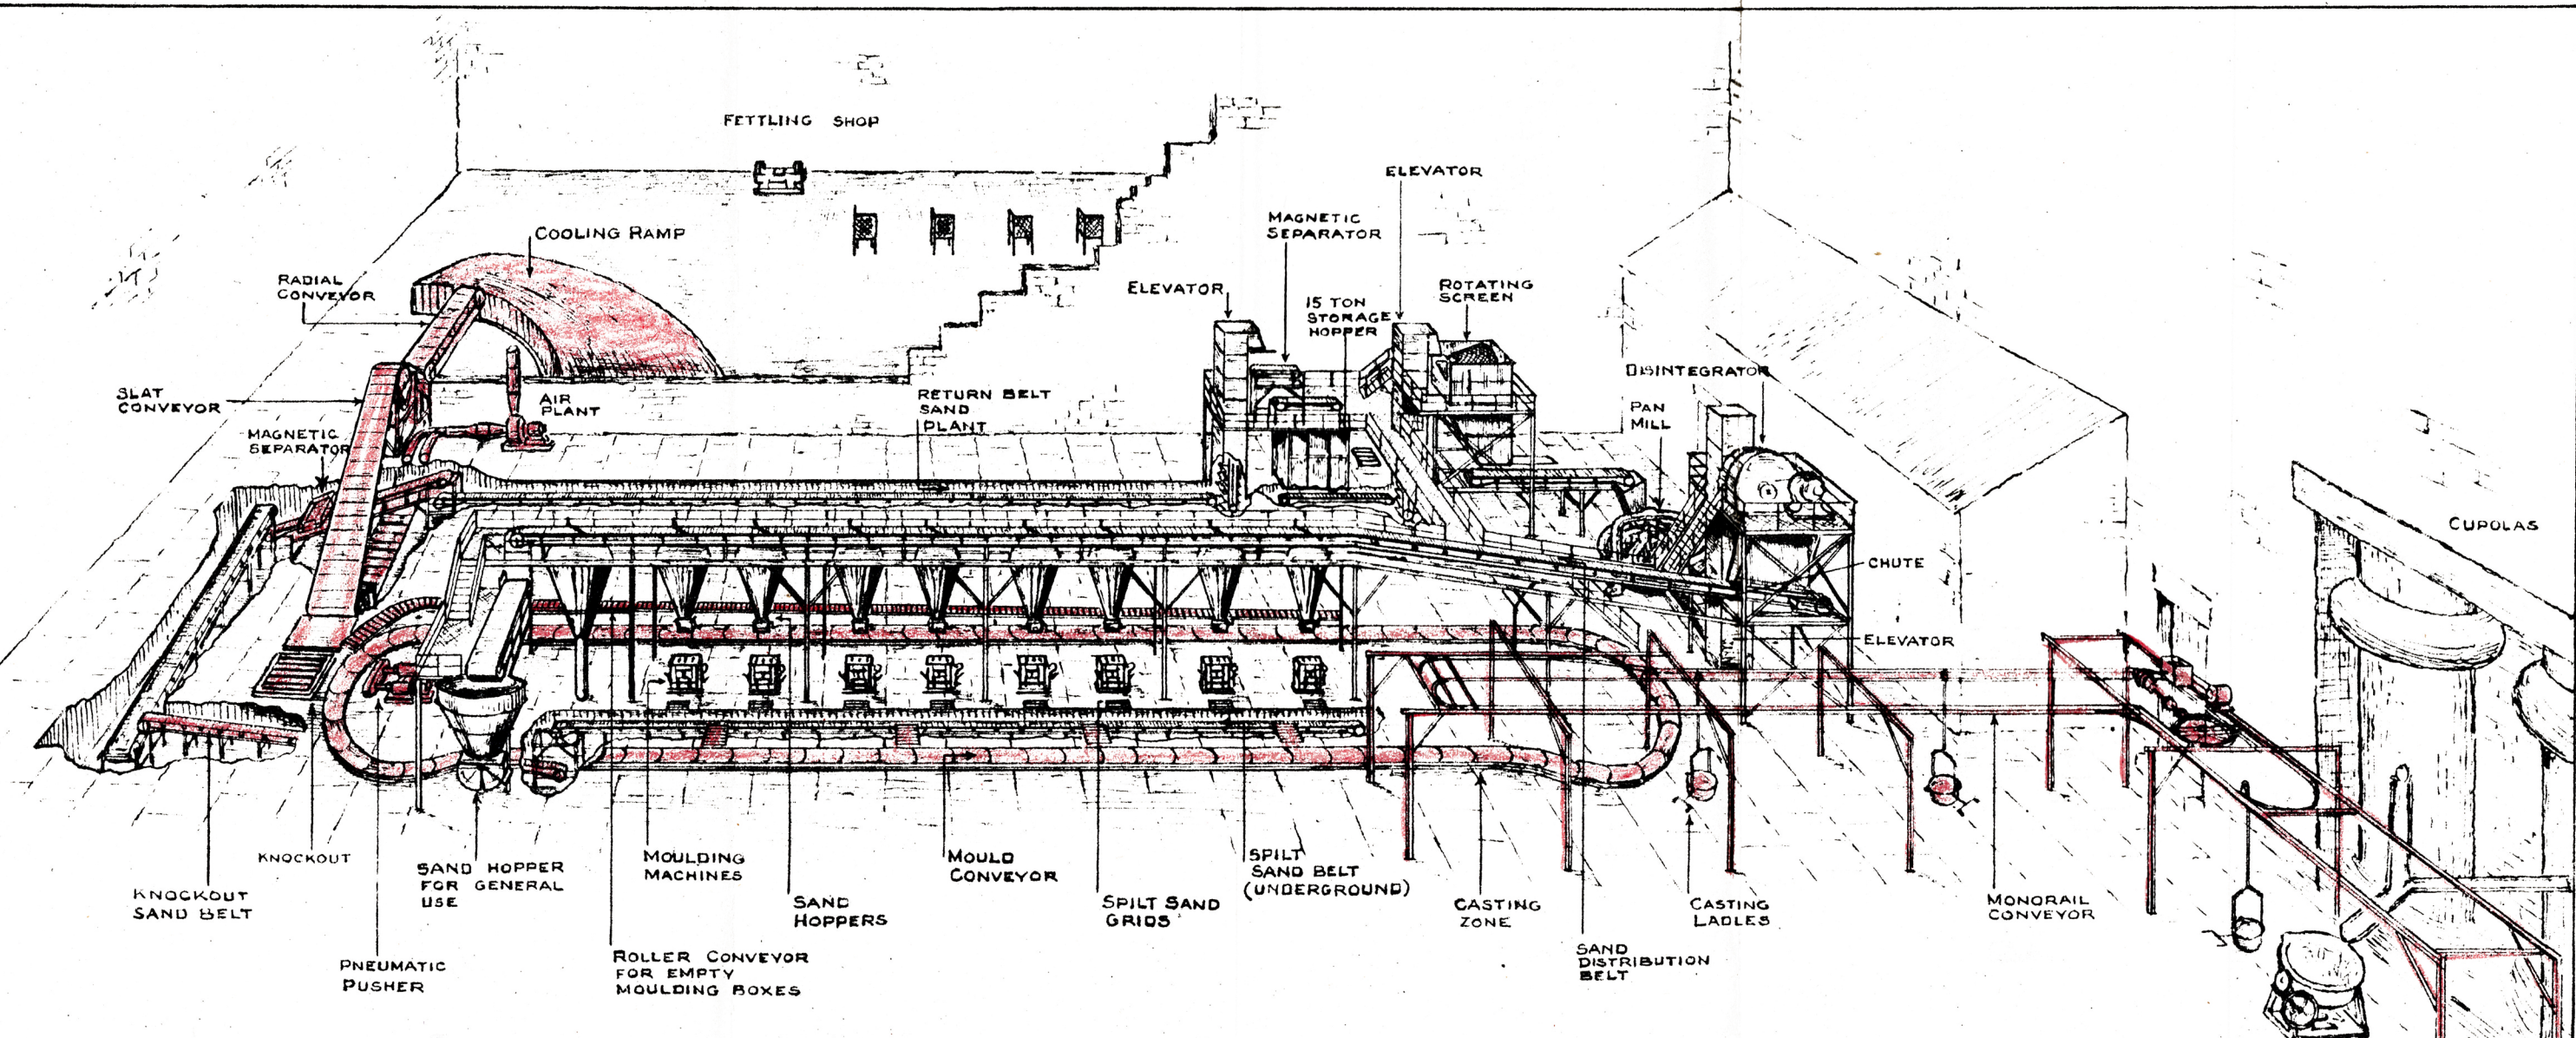 FETTLING SHOP
ELEVATOR
MAGNETIC
SEPARATOR
COOLING RAMP
RADIAL
CONVEYOR
ELEVATOR
15 TON
STORAGE
HOPPER
ROTATING
SCREEN
DISINTEGRATOR
SLAT
CONVEYOR
AIR
PLANT
RETURN BELT
SAND
PLANT
PAN
MILL
MAGNETIC
SEPARATOR
CUPOLAS
CHUTE
ELEVATOR
KNOCKOUT
SAND BELT
KNOCKOUT
PNEUMATIC
PUSHER
SAND HOPPER
FOR GENERAL
USE
ROLLER CONVEYOR
FOR EMPTY
MOULDING BOXES
MOULDING
MACHINES
SAND
HOPPERS
MOULD
CONVEYOR
SPILT SAND
GRIDS
SPILT
SAND BELT
(UNDERGROUND)
CASTING
ZONE
SAND
DISTRIBUTION
BELT
CASTING
LADLES
MONORAIL
CONVEYOR